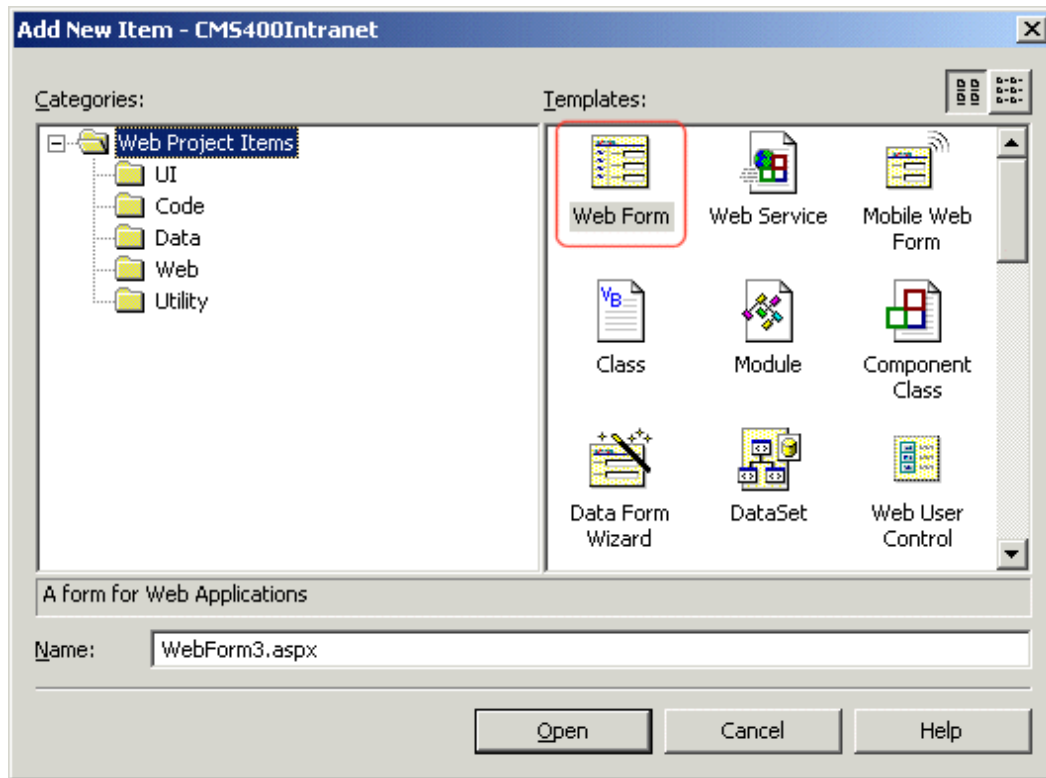 Add New Item - CMS400Intranet
Categories:
Templates:
Web Project Items
UI
Code
Data
Web
Utility
Web Form
Web Service
Mobile Web
Form
VB
Class
Module
Component
Class
Data Form
Wizard
DataSet
Web User
Control
A form for Web Applications
Name:
WebForm3.aspx
Open
Cancel
Help